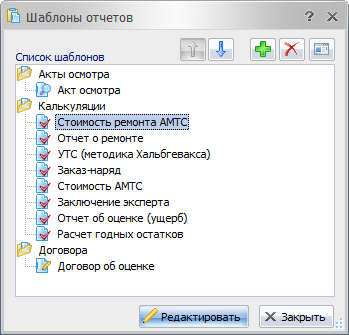 Шаблоны отчетов
Список шаблонов
Акты осмотра
Акт осмотра
Калькуляции
Стоимость ремонта АМТС
Отчет о ремонте
УТС (методика Хальбгевакса)
Заказ-наряд
Стоимость АМТС
Заключение эксперта
Отчет об оценке (ущерб)
Расчет годных остатков
Договора
Договор об оценке
Редактировать
Закрыть